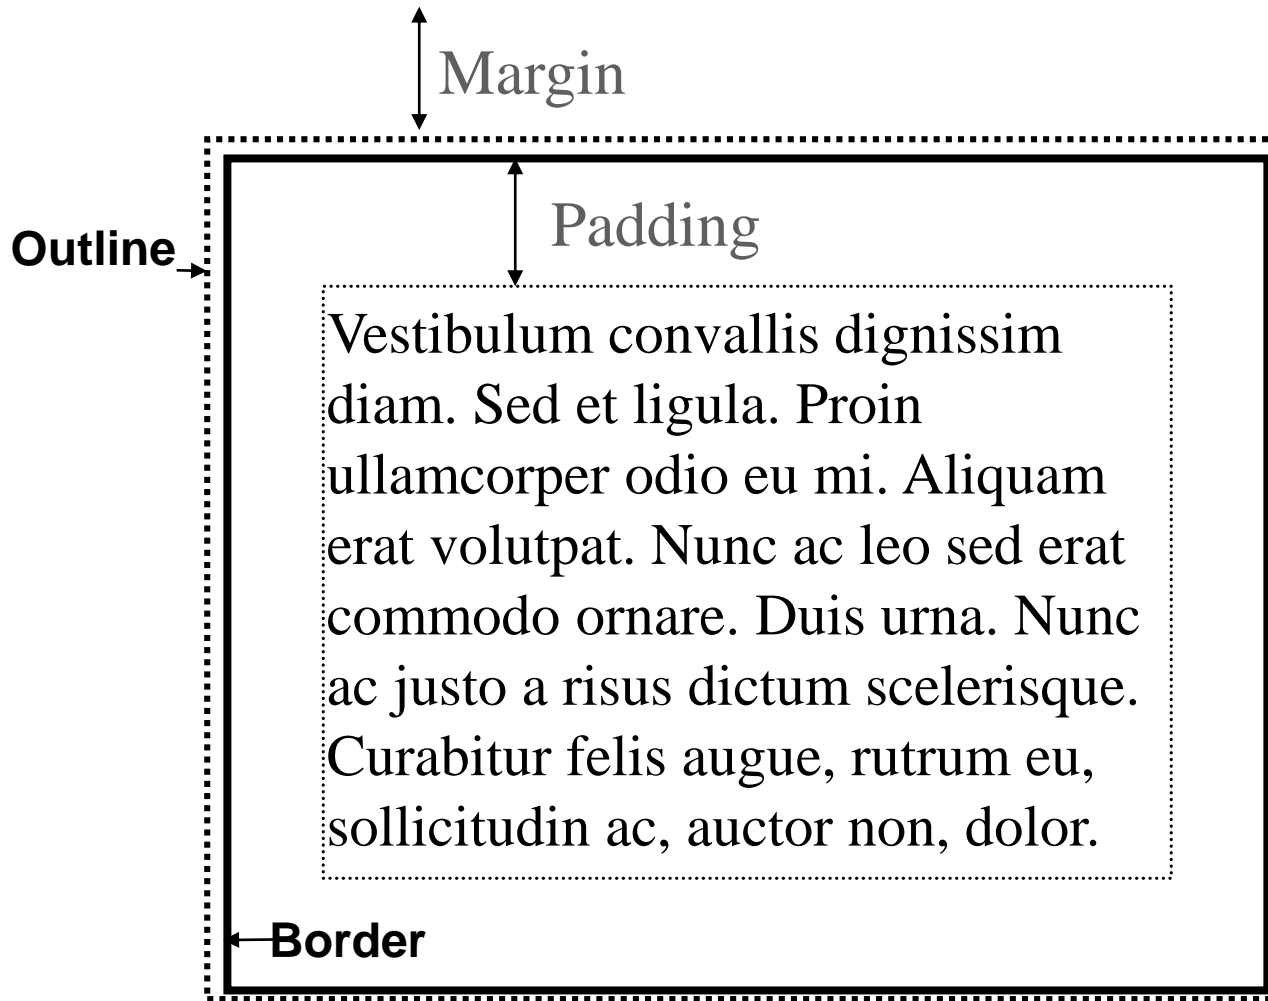 Margin
Padding
Outline
Vestibulum convallis dignissim
diam. Sed et ligula. Proin
ullamcorper odio eu mi. Aliquam
erat volutpat. Nunc ac leo sed erat
commodo ornare. Duis urna. Nunc
ac justo a risus dictum scelerisque.
Curabitur felis augue, rutrum eu,
sollicitudin ac, auctor non, dolor.
Border